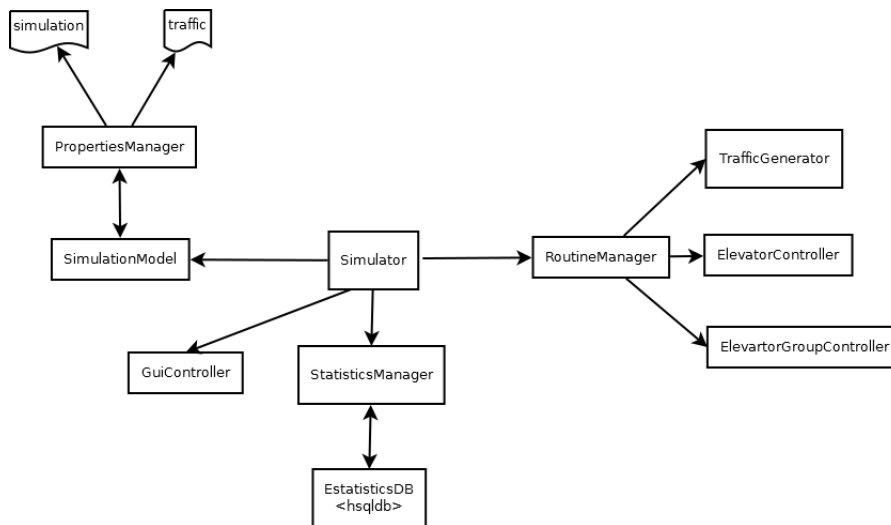 simulation
traffic
PropertiesManager
TrafficGenerator
SimulationModel
Simulator
RoutineManager
ElevatorController
GuiController
StatisticsManager
ElevartorGroupController
EstatisticsDB
<hsqldb>